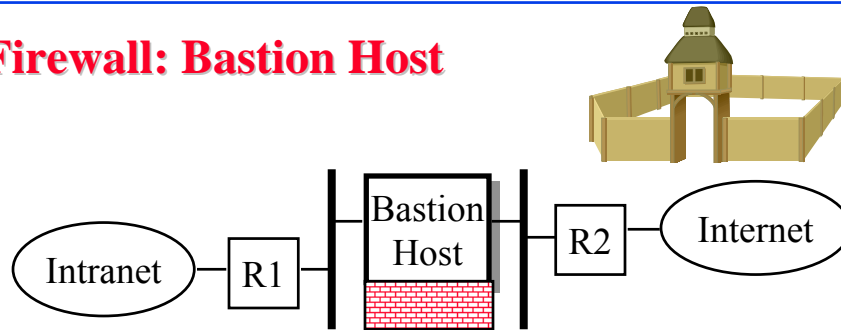 Firewall: Bastion Host
Bastion
Host
Intranet
R1
R2
Internet